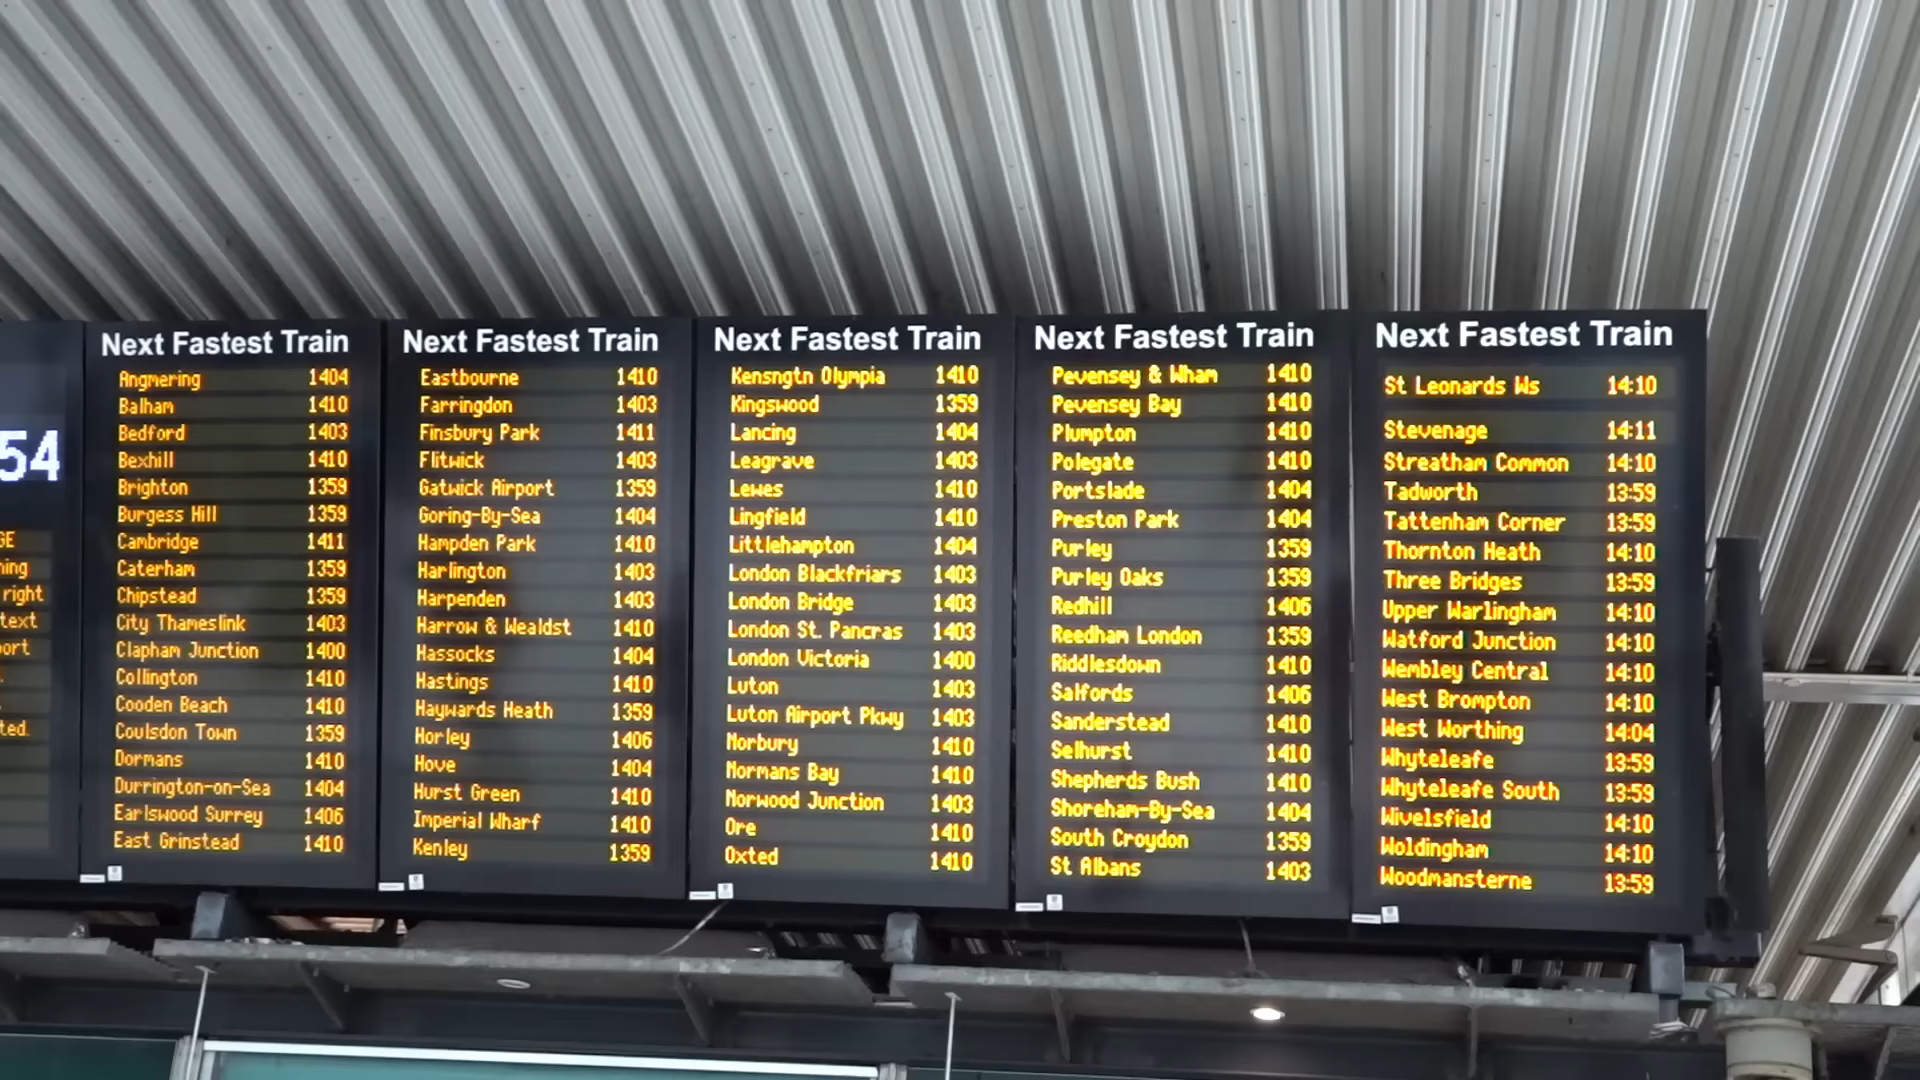 54
GE
ning
right
text
port
ted.
Next Fastest Train
Angmering 1404
Balham 1410
Bedford 1403
Bexhill 1410
Brighton 1359
Burgess Hill 1359
Cambridge 1411
Caterham 1359
Chipstead 1359
City Thameslink 1403
Clapham Junction 1400
Collington 1410
Cooden Beach 1410
Coulsdon Town 1359
Dormans 1410
Durrington-on-Sea 1404
Earlswood Surrey 1406
East Grinstead 1410
Next Fastest Train
Eastbourne 1410
Farringdon 1403
Finsbury Park 1411
Flitwick 1403
Gatwick Airport 1359
Goring-By-Sea 1404
Hampden Park 1410
Harlington 1403
Harpenden 1403
Harrow & Wealdst 1410
Hassocks 1404
Hastings 1410
Haywards Heath 1359
Horley 1406
Hove 1404
Hurst Green 1410
Imperial Wharf 1410
Kenley 1359
Next Fastest Train
Kensngtn Olympia 1410
Kingswood 1359
Lancing 1404
Leagrave 1403
Lewes 1410
Lingfield 1410
Littlehampton 1404
London Blackfriars 1403
London Bridge 1403
London St. Pancras 1403
London Victoria 1400
Luton 1403
Luton Airport Pkwy 1403
Norbury 1410
Normans Bay 1410
Norwood Junction 1403
Ore 1410
Oxted 1410
Next Fastest Train
Pevensey & Wham 1410
Pevensey Bay 1410
Plumpton 1410
Polegate 1410
Portslade 1404
Preston Park 1404
Purley 1359
Purley Oaks 1359
Redhill 1406
Reedham London 1359
Riddlesdown 1410
Salfords 1406
Sanderstead 1410
Selhurst 1410
Shepherds Bush 1410
Shoreham-By-Sea 1404
South Croydon 1359
St Albans 1403
Next Fastest Train
St Leonards Ws 14:10
Stevenage 14:11
Streatham Common 14:10
Tadworth 13:59
Tattenham Corner 13:59
Thornton Heath 14:10
Three Bridges 13:59
Upper Warlingham 14:10
Watford Junction 14:10
Wembley Central 14:10
West Brompton 14:10
West Worthing 14:04
Whyteleafe 13:59
Whyteleafe South 13:59
Wivelsfield 14:10
Woldingham 14:10
Woodmansterne 13:59